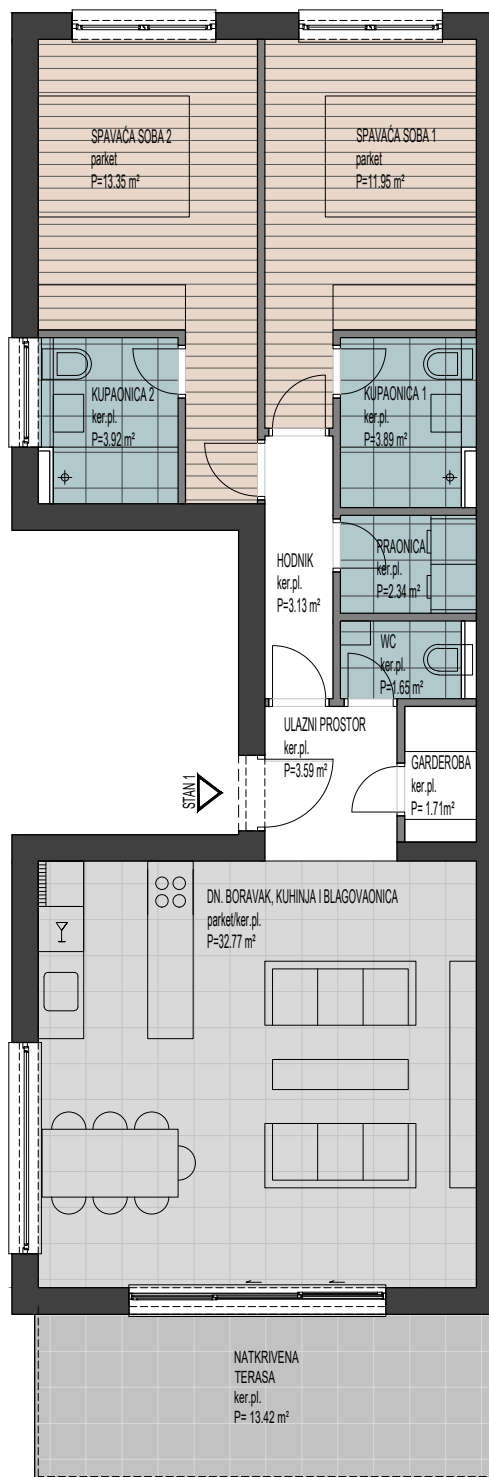 SPAVAĆA SOBA 2
parket
P=13.35 m²
SPAVAĆA SOBA 1
parket
P=11.95 m²
KUPAONICA 2
ker.pl.
P=3.92 m²
KUPAONICA 1
ker.pl.
P=3.89 m²
HODNIK
ker.pl.
P=3.13 m²
PRAONICA
ker.pl.
P=2.34 m²
WC
ker.pl.
P=1.65 m²
ULAZNI PROSTOR
ker.pl.
P=3.59 m²
GARDEROBA
ker.pl.
P= 1.71m²
STAN 1
DN. BORAVAK, KUHINJA I BLAGOVAONICA
parket/ker.pl.
P=32.77 m²
NATKRIVENA
TERASA
ker.pl.
P= 13.42 m²